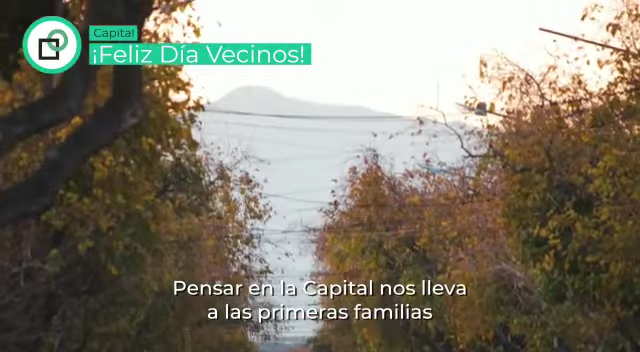 Capital
¡Feliz Día Vecinos!
Pensar en la Capital nos lleva
a las primeras familias